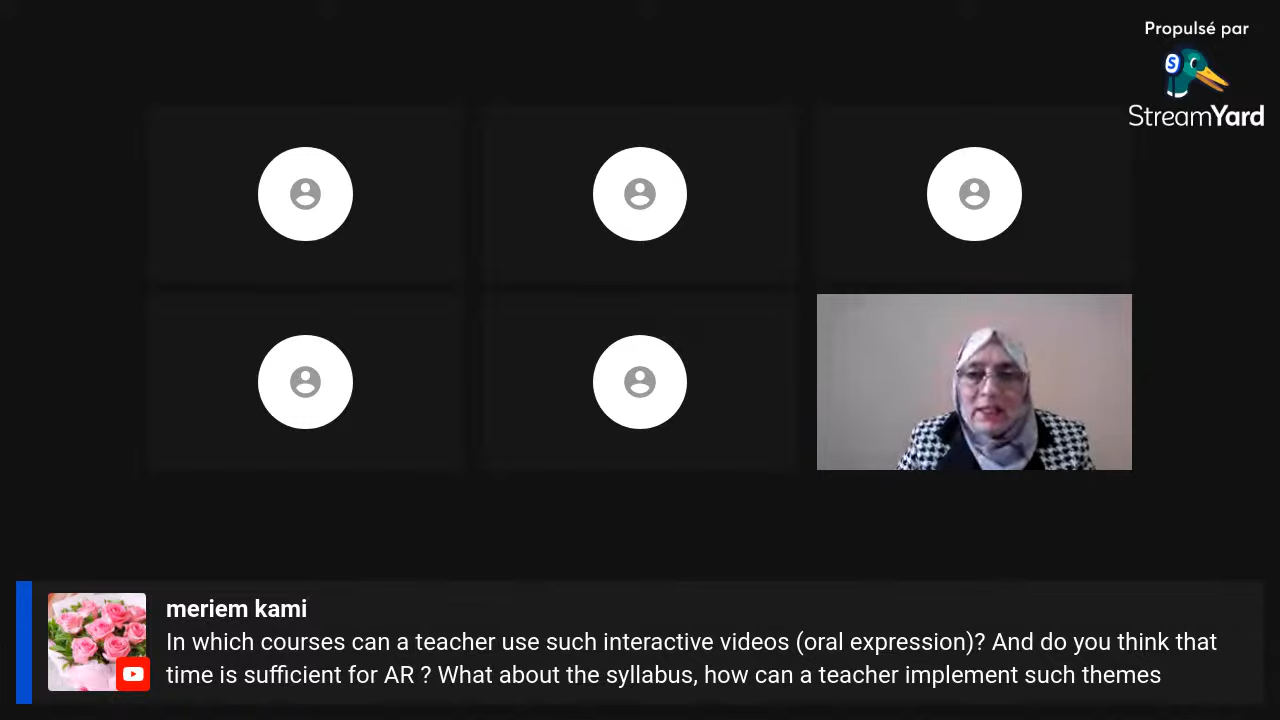 Propulsé par
S
StreamYard
meriem kami
In which courses can a teacher use such interactive videos (oral expression)? And do you think that
time is sufficient for AR ? What about the syllabus, how can a teacher implement such themes